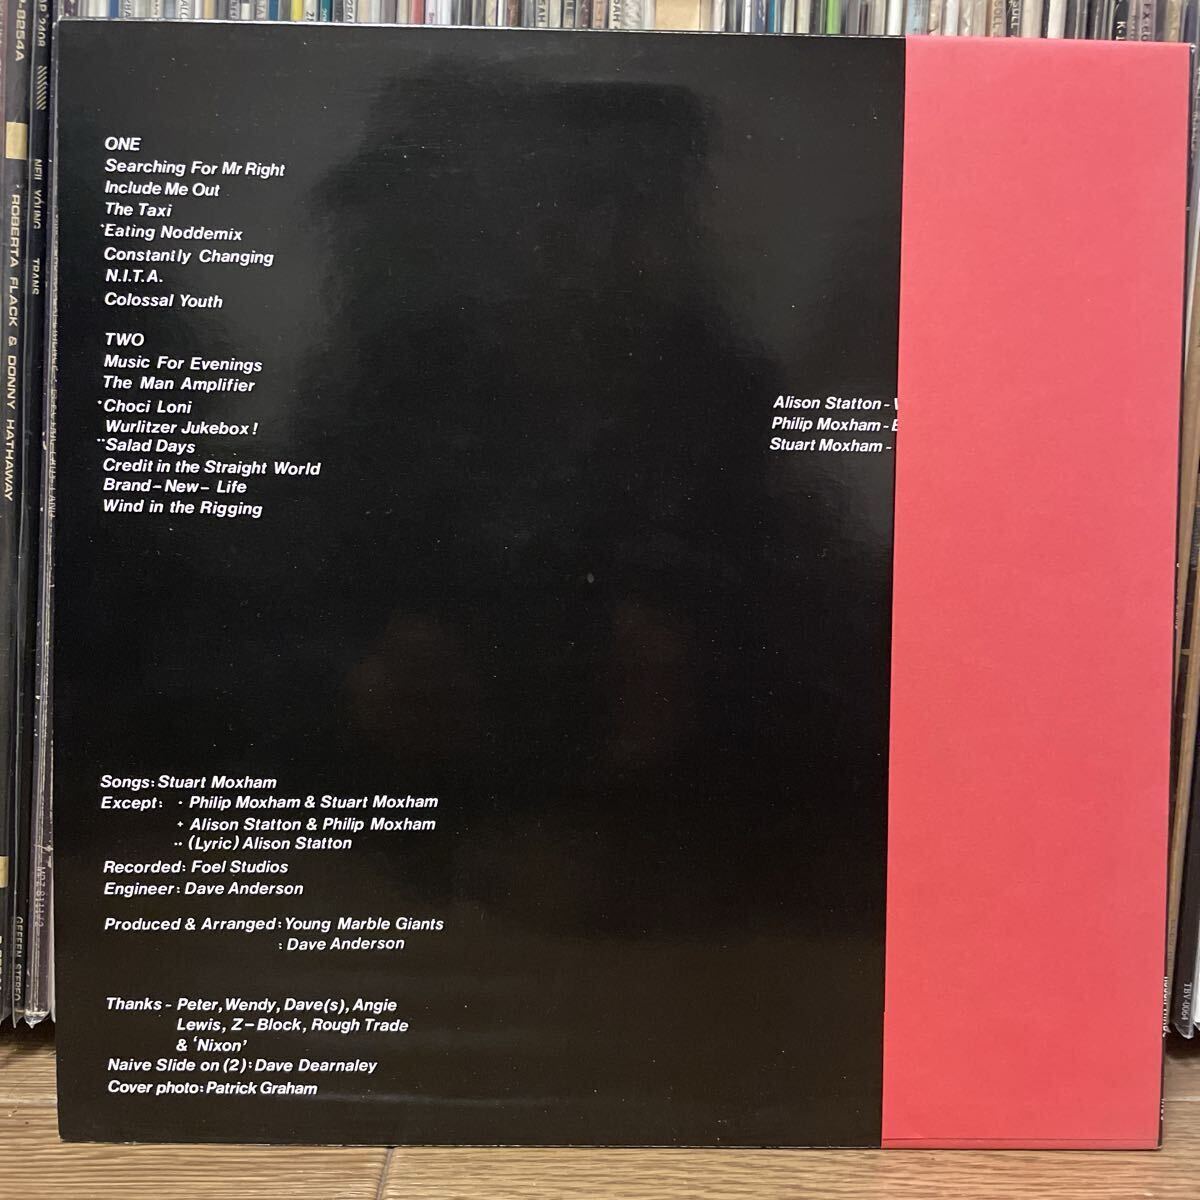 ONE
Searching For Mr Right
Include Me Out
The Taxi
+Eating Noddemix
Constantly Changing
N.I.T.A.
Colossal Youth
TWO
Music For Evenings
The Man Amplifier
•Choci Loni
Wurlitzer Jukebox!
••Salad Days
Credit in the Straight World
Brand-New- Life
Wind in the Rigging
Alison Statton-
Philip Moxham-
Stuart Moxham-
Songs:Stuart Moxham
Except: • Philip Moxham & Stuart Moxham
+ Alison Statton & Philip Moxham
•• (Lyric) Alison Statton
Recorded: Foel Studios
Engineer: Dave Anderson
Produced & Arranged:Young Marble Giants
: Dave Anderson
Thanks - Peter, Wendy, Dave(s), Angie
Lewis, Z-Block, Rough Trade
& 'Nixon'
Naive Slide on (2):Dave Dearnaley
Cover photo:Patrick Graham
ROBERTA FLACK & DONNY HATHAWAY
NEIL YOUNG TRANS
GEFFEN STEREO
TBV-0064